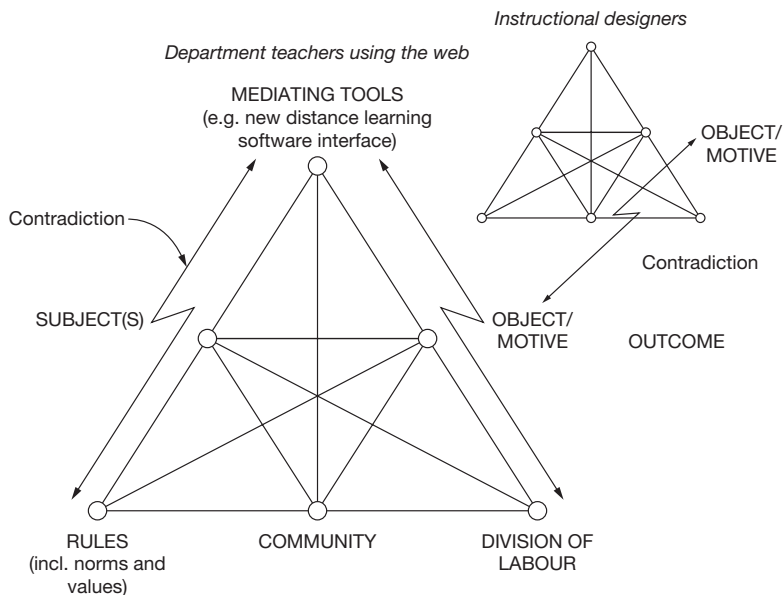 Instructional designers
Department teachers using the web
MEDIATING TOOLS
(e.g. new distance learning
software interface)
OBJECT/
MOTIVE
Contradiction
Contradiction
SUBJECT(S)
OBJECT/
MOTIVE
OUTCOME
RULES
(incl. norms and
values)
COMMUNITY
DIVISION OF
LABOUR